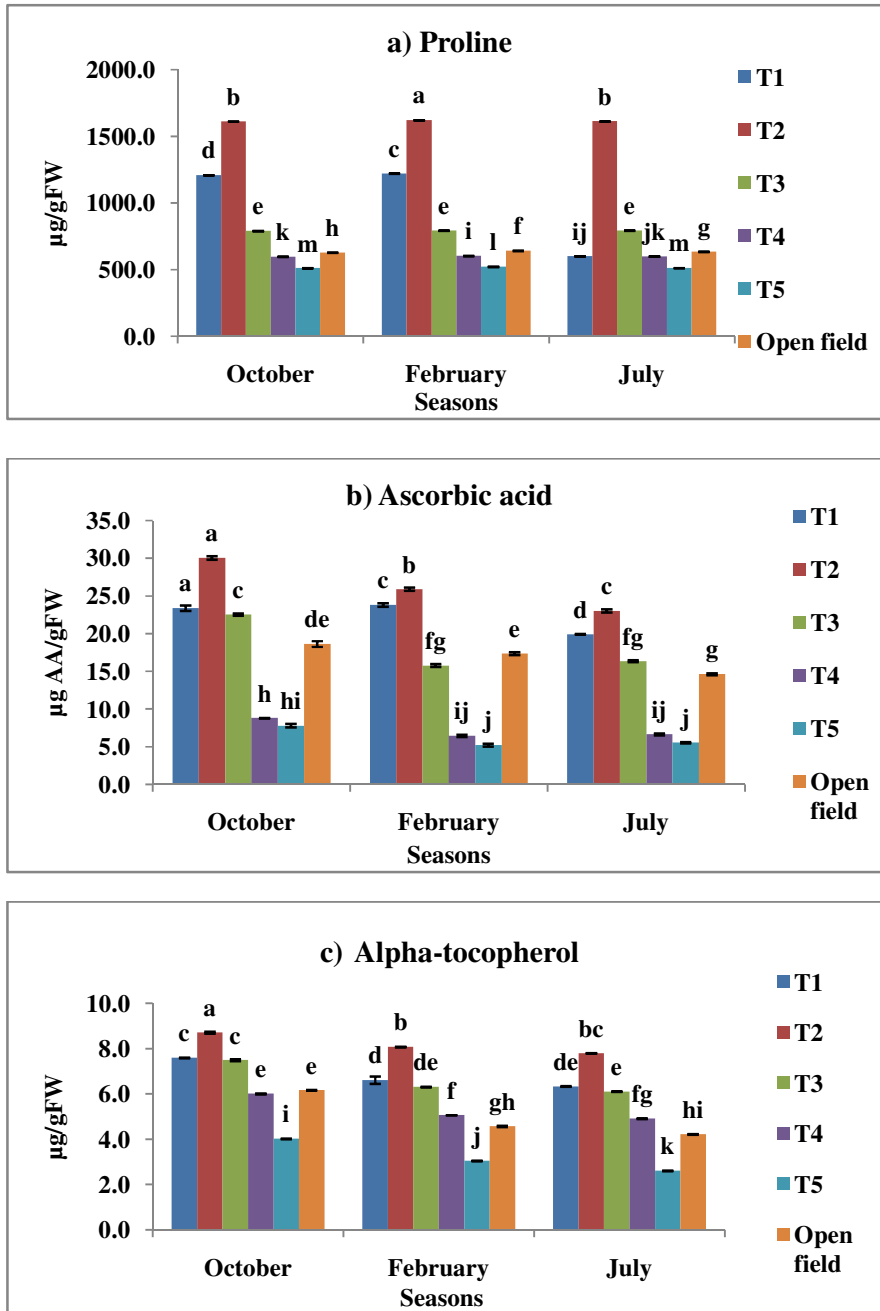 a) Proline
2000.0
1500.0
1000.0
500.0
0.0
µg/gFW
d b e k m h
c a e i l f
ij b e jk m g
October February July
Seasons
T1
T2
T3
T4
T5
Open field
b) Ascorbic acid
35.0
30.0
25.0
20.0
15.0
10.0
5.0
0.0
µg AA/gFW
a a c h hi de
c b fg ij j e
d c fg ij j g
October February July
Seasons
T1
T2
T3
T4
T5
Open
field
c) Alpha-tocopherol
10.0
8.0
6.0
4.0
2.0
0.0
µg/gFW
c a c e i e
d b de f j gh
de bc e fg k hi
October February July
Seasons
T1
T2
T3
T4
T5
Open
field